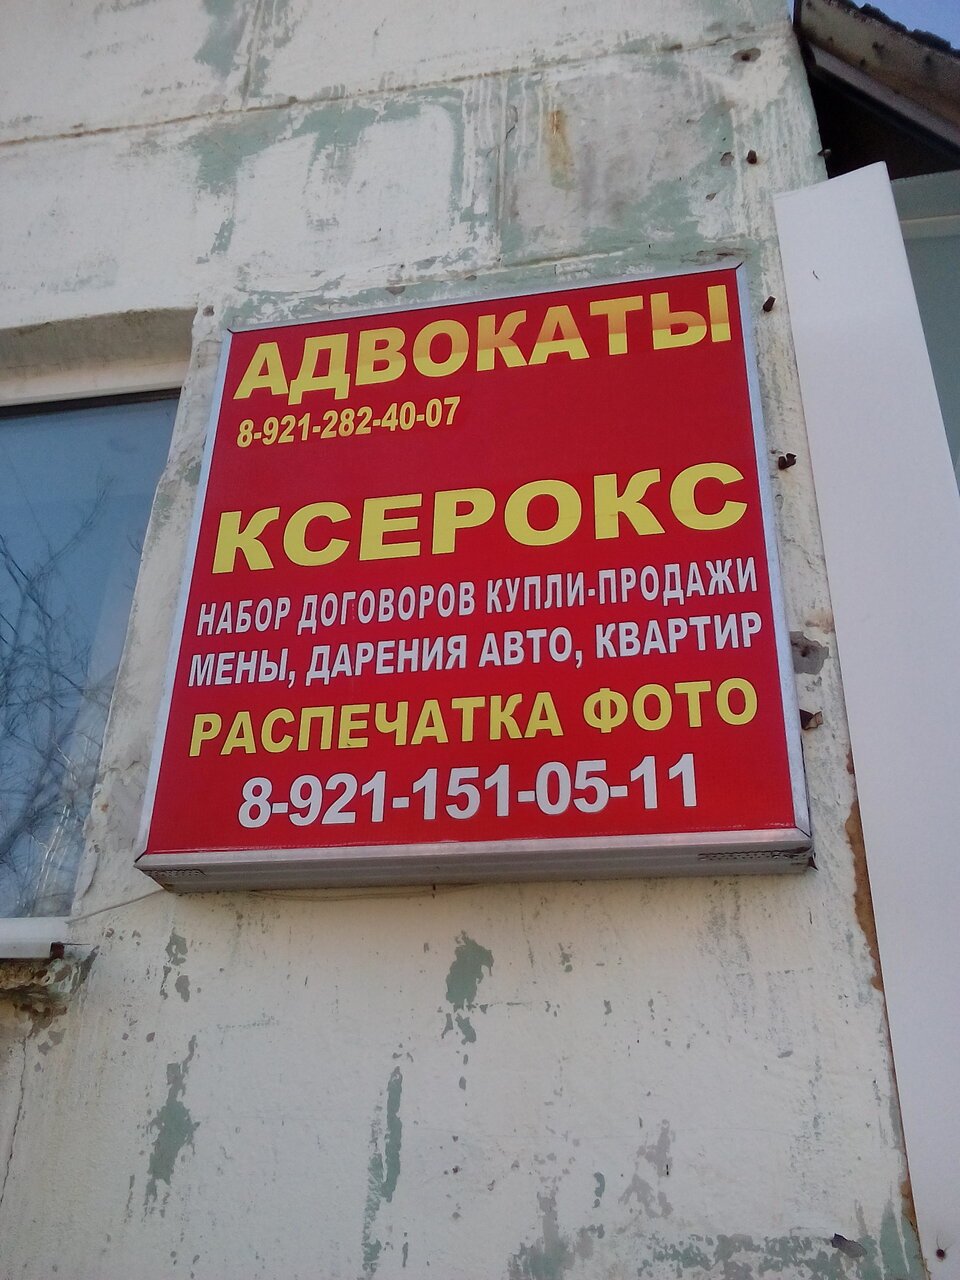 АДВОКАТЫ
8-921-282-40-07
КСЕРОКС
НАБОР ДОГОВОРОВ КУПЛИ-ПРОДАЖИ
МЕНЫ, ДАРЕНИЯ АВТО, КВАРТИР
РАСПЕЧАТКА ФОТО
8-921-151-05-11